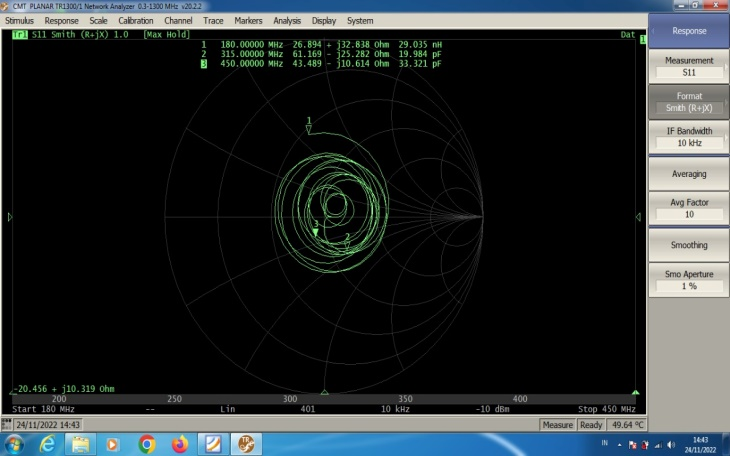 CMT PLANAR TR1300/1 Network Analyzer 0.3-1300 MHz v20.2.2
Stimulus Scale Calibration Channel Trace Markers Analysis Display System
Tr1 S11 Smith (R+jX) 1.0 [Max Hold] Dat 1
1 180.00000 MHz 26.894 + j32.838 Ohm 29.035 nH
2 315.00000 MHz 61.169 - j25.282 Ohm 19.984 pF
3 450.00000 MHz 43.489 - j10.614 Ohm 33.321 pF
1
3
2
-20.456 + j10.319 Ohm
200 250 300 350 400
Start 180 MHz -- Lin 401 10 kHz -10 dBm Stop 450 MHz
Response
Measurement
S11
Format
Smith (R+jX)
IF Bandwidth
10 kHz
Averaging
Avg Factor
10
Smoothing
Smo Aperture
1 %
24/11/2022 14:43 Measure Ready 49.64 °C
TR
IN
14:43
24/11/2022